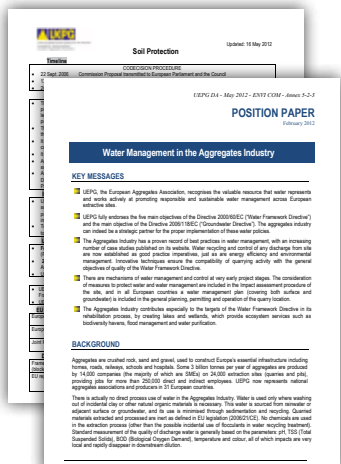 UEPG
Updated: 16 May 2012
Soil Protection
Timeline
CODECISION PROCEDURE
22 Sept. 2006 Commission Proposal transmitted to European Parliament and the Council
UEPG DA - May 2012 - ENVI COM - Annex 5-2-3
POSITION PAPER
February 2012
Water Management in the Aggregates Industry
KEY MESSAGES
UEPG, the European Aggregates Association, recognises the valuable resource that water represents
and works actively at promoting responsible and sustainable water management across European
extractive sites.
UEPG fully endorses the five main objectives of the Directive 2000/60/EC ("Water Framework Directive")
and the main objectives of the Directive 2006/118/EC ("Groundwater Directive"). The aggregates industry
can indeed be a strategic partner for the proper implementation of these water policies.
The Aggregates Industry has a proven record of best practices in water management, with an increasing
number of case studies published on its website. Water recycling and control of any discharge from site
are now established as good practice imperatives, just as are energy efficiency and environmental
management. Innovative techniques ensure the compatibility of quarrying activity with the general
objectives of quality of the Water Framework Directive.
There are mechanisms of water management and control at very early project stages. The consideration
of measures to protect water and water management are included in the Impact assessment procedure of
the site, and in all European countries a water management plan (covering both surface and
groundwater) is included in the general planning, permitting and operation of the quarry location.
The Aggregates Industry contributes especially to the targets of the Water Framework Directive in its
rehabilitation process, by creating lakes and wetlands, which provide ecosystem services such as
biodiversity havens, flood management and water purification.
BACKGROUND
Aggregates are crushed rock, sand and gravel, used to construct Europe's essential infrastructure including
homes, roads, railways, schools and hospitals. Some 3 billion tonnes per year of aggregates are produced
by 14,000 companies (the majority of which are SMEs) on 24,000 extraction sites (quarries and pits),
providing jobs for more than 250,000 direct and indirect employees. UEPG now represents national
aggregates associations and producers in 31 European countries.
There is actually no direct process use of water in the Aggregates Industry. Water is used only where washing
out of incidental clay or other natural organic materials is necessary. This water is sourced from rainwater or
adjacent surface or groundwater, and its use is minimised through sedimentation and recycling. Quarried
materials extracted and processed are inert as defined in EU legislation (2006/21/CE). No chemicals are used
in the extraction process (other than the possible incidental use of flocculants in water recycling treatment).
Standard measurement of the quality of discharge water is generally based on the parameters: pH, TSS (Total
Suspended Solids), BOD (Biological Oxygen Demand), temperature and colour, all of which impacts are very
local and rapidly disappear in downstream dilution.